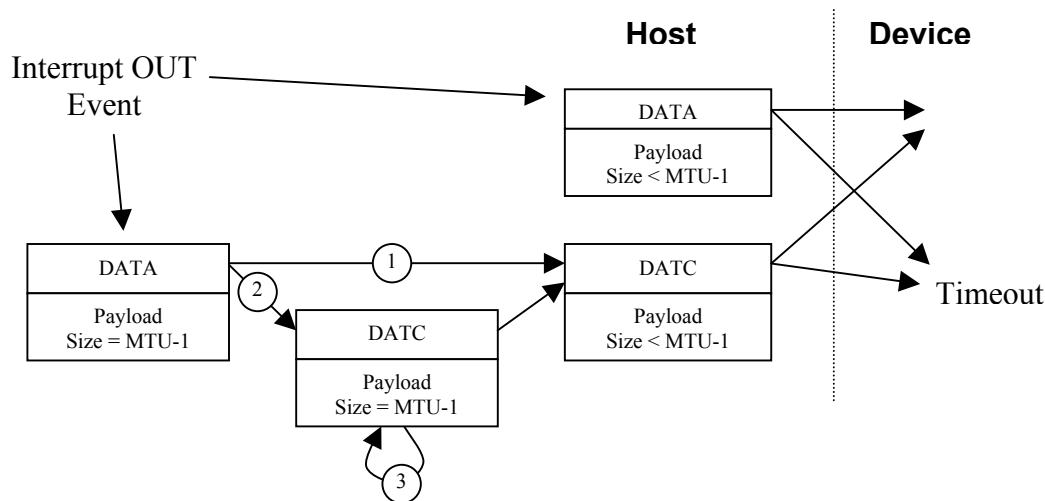 Host
Device
Interrupt OUT
Event
DATA
Payload
Size < MTU-1
DATA
Payload
Size = MTU-1
1
2
DATC
Payload
Size = MTU-1
3
DATC
Payload
Size < MTU-1
Timeout